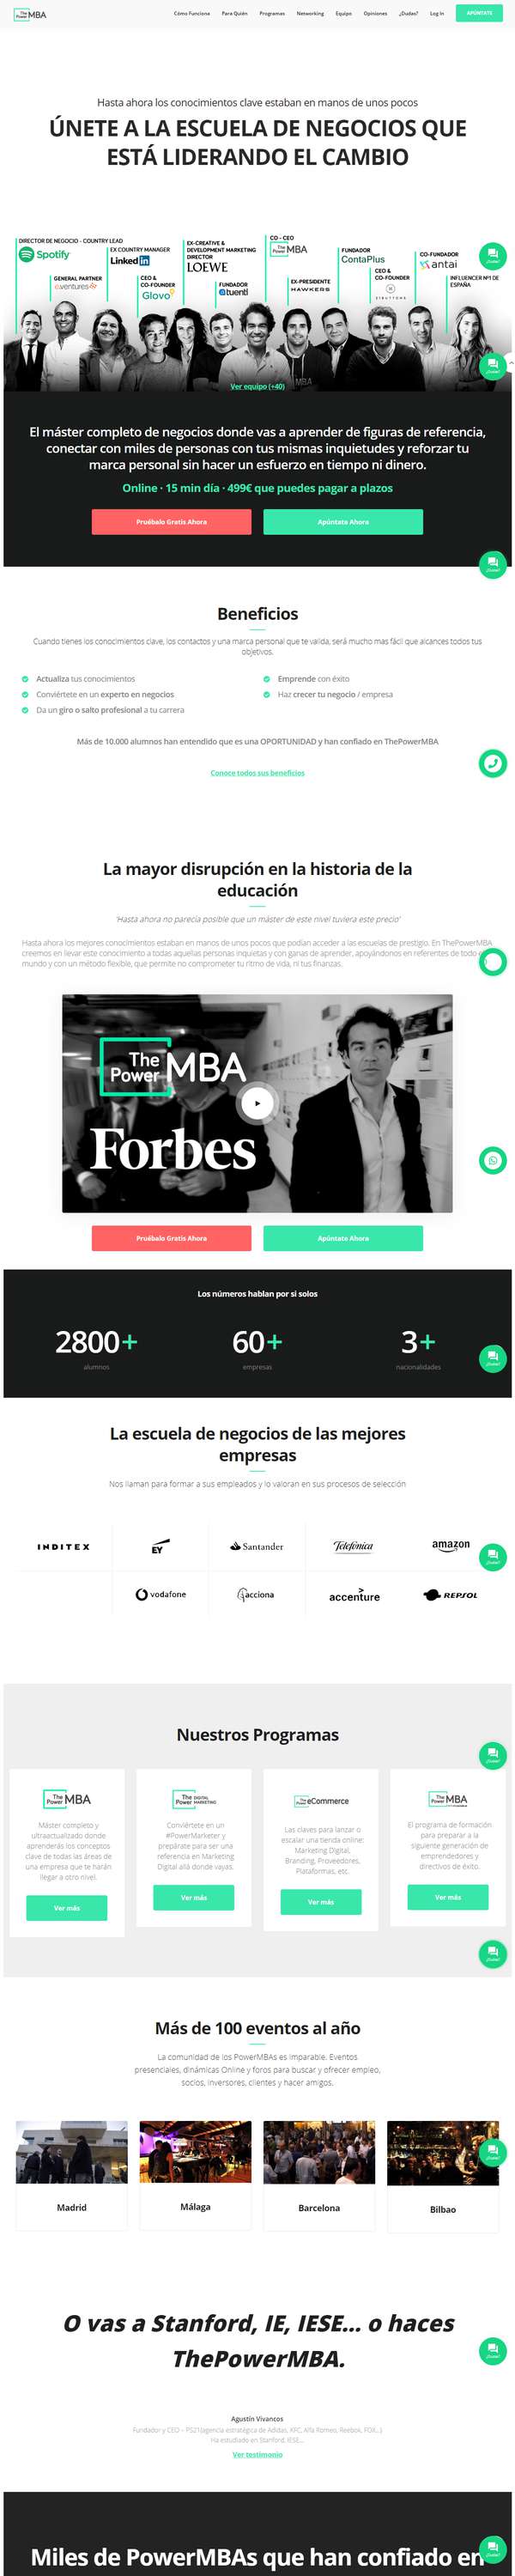 The Power MBA
Cómo Funciona Para Quién Programas Networking Equipo Opiniones ¿Dudas? Log In APÚNTATE
Hasta ahora los conocimientos clave estaban en manos de unos pocos
ÚNETE A LA ESCUELA DE NEGOCIOS QUE
ESTÁ LIDERANDO EL CAMBIO
DIRECTOR DE NEGOCIO - COUNTRY LEAD
Spotify
GENERAL PARTNER
e.ventures
EX COUNTRY MANAGER
Linked in
CEO &
CO-FOUNDER
Glovo
EX-CREATIVE &
DEVELOPMENT MARKETING
DIRECTOR
LOEWE
FUNDADOR
tuenti
CO - CEO
The Power MBA
EX-PRESIDENTE
HAWKERS
FUNDADOR
ContaPlus
CEO &
CO-FOUNDER
CO-FUNDADOR
antai
INFLUENCER Nº1 DE
ESPAÑA
Ver equipo (+40)
El máster completo de negocios donde vas a aprender de figuras de referencia,
conectar con miles de personas con tus mismas inquietudes y reforzar tu
marca personal sin hacer un esfuerzo en tiempo ni dinero.
Online · 15 min día · 499€ que puedes pagar a plazos
Pruébalo Gratis Ahora
Apúntate Ahora
Beneficios
Cuando tienes los conocimientos clave, los contactos y una marca personal que te valida, será mucho mas fácil que alcances todos tus
objetivos.
Actualiza tus conocimientos
Conviértete en un experto en negocios
Da un giro o salto profesional a tu carrera
Emprende con éxito
Haz crecer tu negocio / empresa
Más de 10.000 alumnos han entendido que es una OPORTUNIDAD y han confiado en ThePowerMBA
Conoce todos sus beneficios
La mayor disrupción en la historia de la
educación
'Hasta ahora no parecía posible que un máster de este nivel tuviera este precio'
Hasta ahora los mejores conocimientos estaban en manos de unos pocos que podían acceder a las escuelas de prestigio. En ThePowerMBA
creemos en llevar este conocimiento a todas aquellas personas inquietas y con ganas de aprender, apoyándonos en referentes de todo el
mundo y con un método flexible, que permite no comprometer tu ritmo de vida, ni tus finanzas.
The Power MBA
Forbes
Pruébalo Gratis Ahora
Apúntate Ahora
Los números hablan por si solos
2800+
60+
3+
alumnos
empresas
nacionalidades
La escuela de negocios de las mejores
empresas
Nos llaman para formar a sus empleados y lo valoran en sus procesos de selección
INDITEX
EY
Santander
Telefónica
amazon
vodafone
acciona
accenture
REPSOL
Nuestros Programas
The Power MBA
Máster completo y
ultraactualizado donde
aprenderás los conceptos
clave de todas las áreas de
una empresa que te harán
llegar a otro nivel.
Ver más
The Power DIGITAL MARKETING
Conviértete en un
#PowerMarketer y
prepárate para ser una
referencia en Marketing
Digital allá donde vayas.
Ver más
The Power eCommerce
Las claves para lanzar o
escalar una tienda online:
Marketing Digital,
Branding, Proveedores,
Plataformas, etc.
Ver más
The Power MBA
El programa de formación
para preparar a la
siguiente generación de
emprendedores y
directivos de éxito.
Ver más
Más de 100 eventos al año
La comunidad de los PowerMBAs es imparable. Eventos
presenciales, dinámicas Online y foros para buscar y ofrecer empleo,
socios, inversores, clientes y hacer amigos.
Madrid
Málaga
Barcelona
Bilbao
O vas a Stanford, IE, IESE... o haces
ThePowerMBA.
Agustín Vivancos
Fundador y CEO – PS21(agencia estratégica de Adidas, KFC, Alfa Romeo, Reebok, FOX...)
Ha estudiado en Stanford, IESE...
Ver testimonio
Miles de PowerMBAs que han confiado en